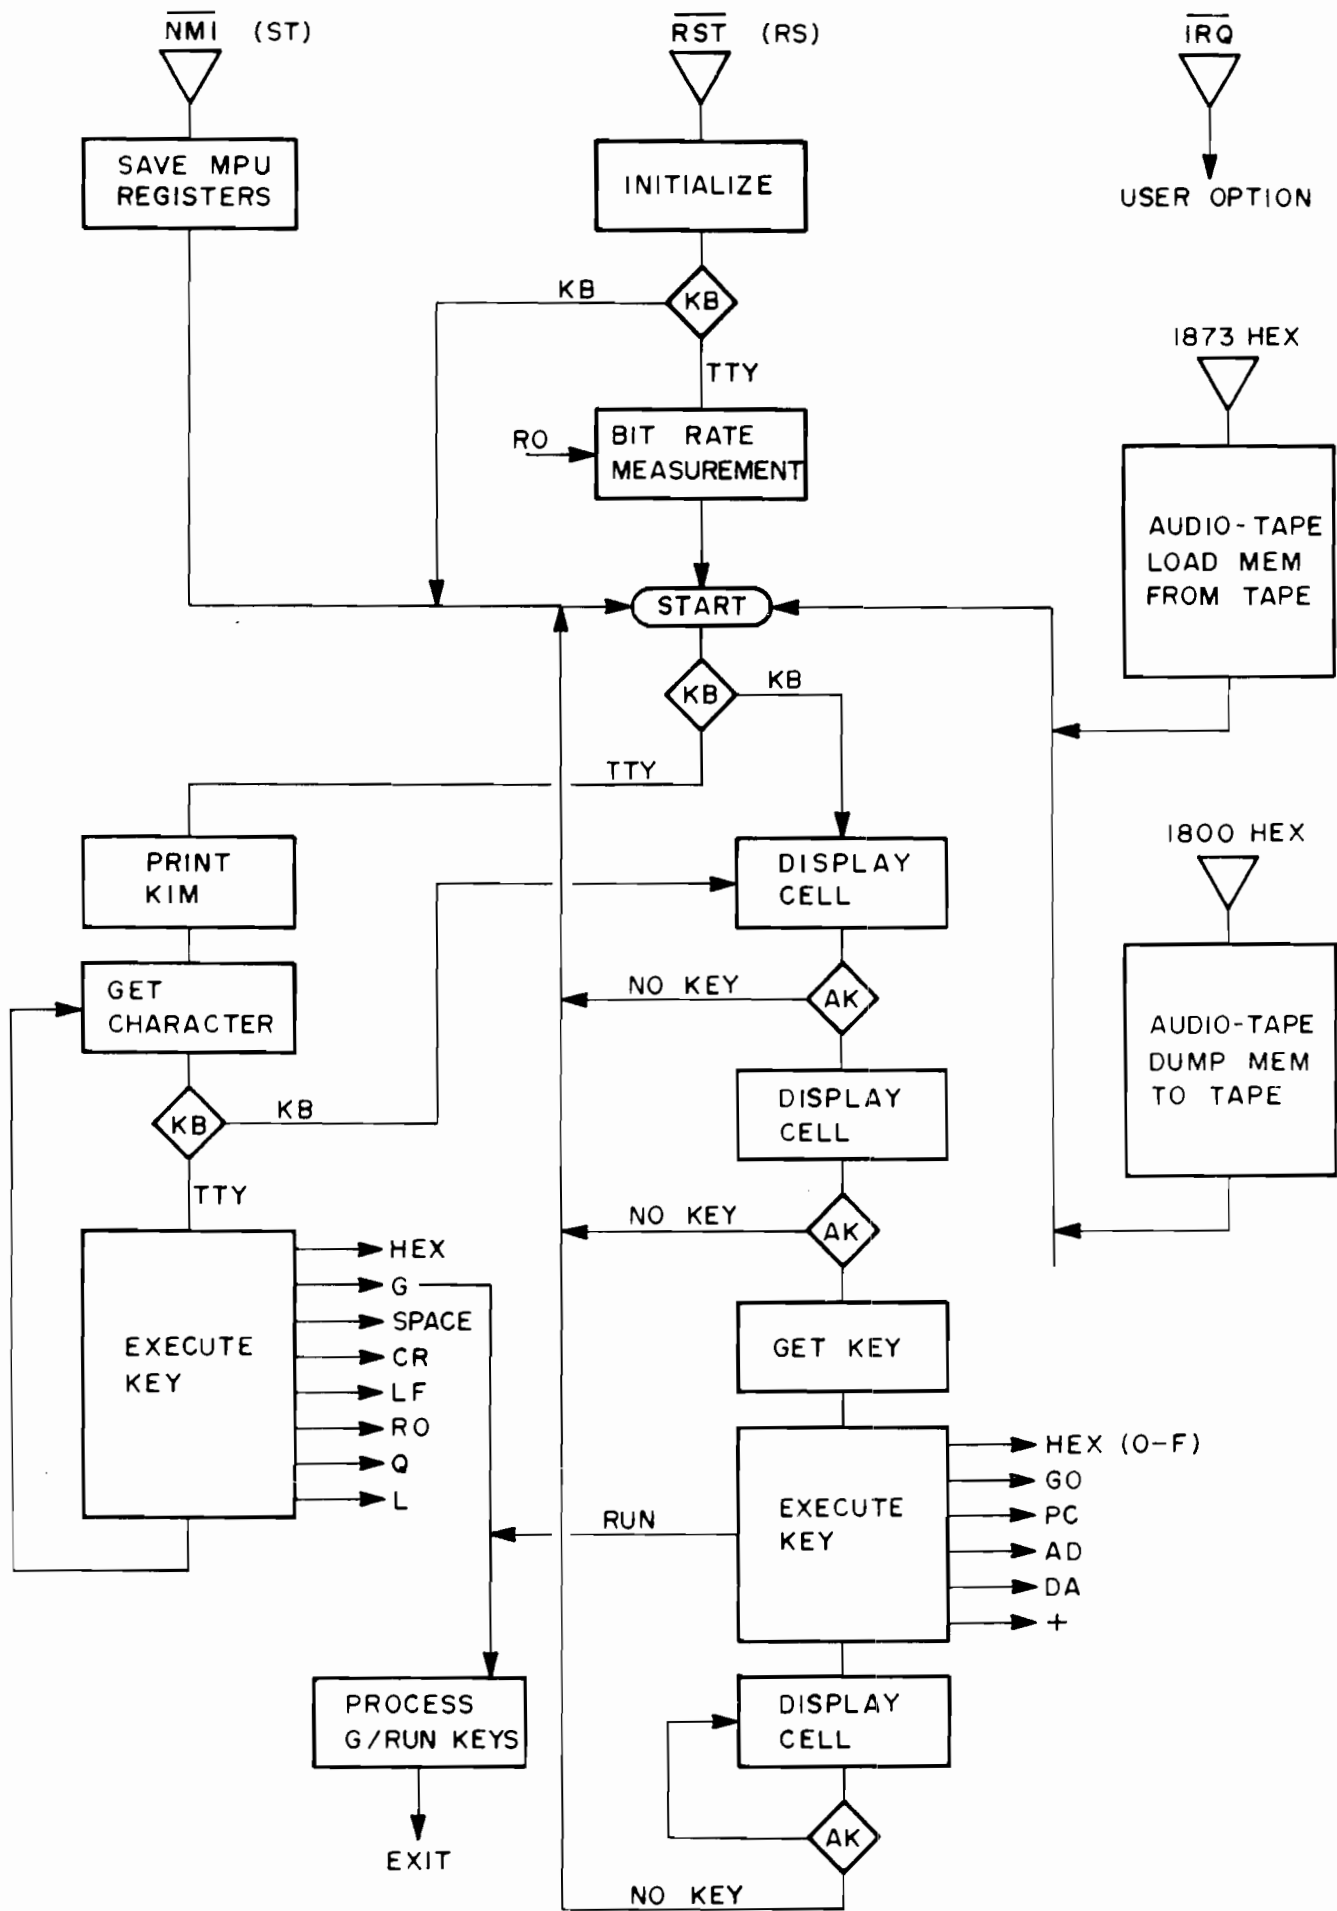 NMI (ST)
RST (RS)
IRQ
SAVE MPU
REGISTERS
INITIALIZE
USER OPTION
KB
KB
TTY
1873 HEX
RO
BIT RATE
MEASUREMENT
AUDIO-TAPE
LOAD MEM
FROM TAPE
START
KB
KB
TTY
1800 HEX
PRINT
KIM
DISPLAY
CELL
GET
CHARACTER
NO KEY
AK
AUDIO-TAPE
DUMP MEM
TO TAPE
KB
KB
DISPLAY
CELL
TTY
NO KEY
AK
EXECUTE
KEY
HEX
G
SPACE
CR
LF
RO
Q
L
GET KEY
RUN
EXECUTE
KEY
HEX (0-F)
GO
PC
AD
DA
+
PROCESS
G/RUN KEYS
DISPLAY
CELL
EXIT
AK
NO KEY